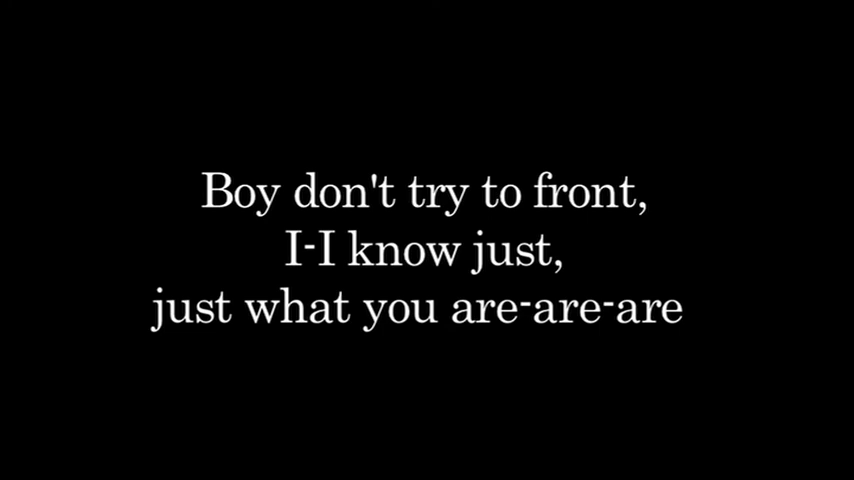 Boy don't try to front,
I-I know just,
just what you are-are-are